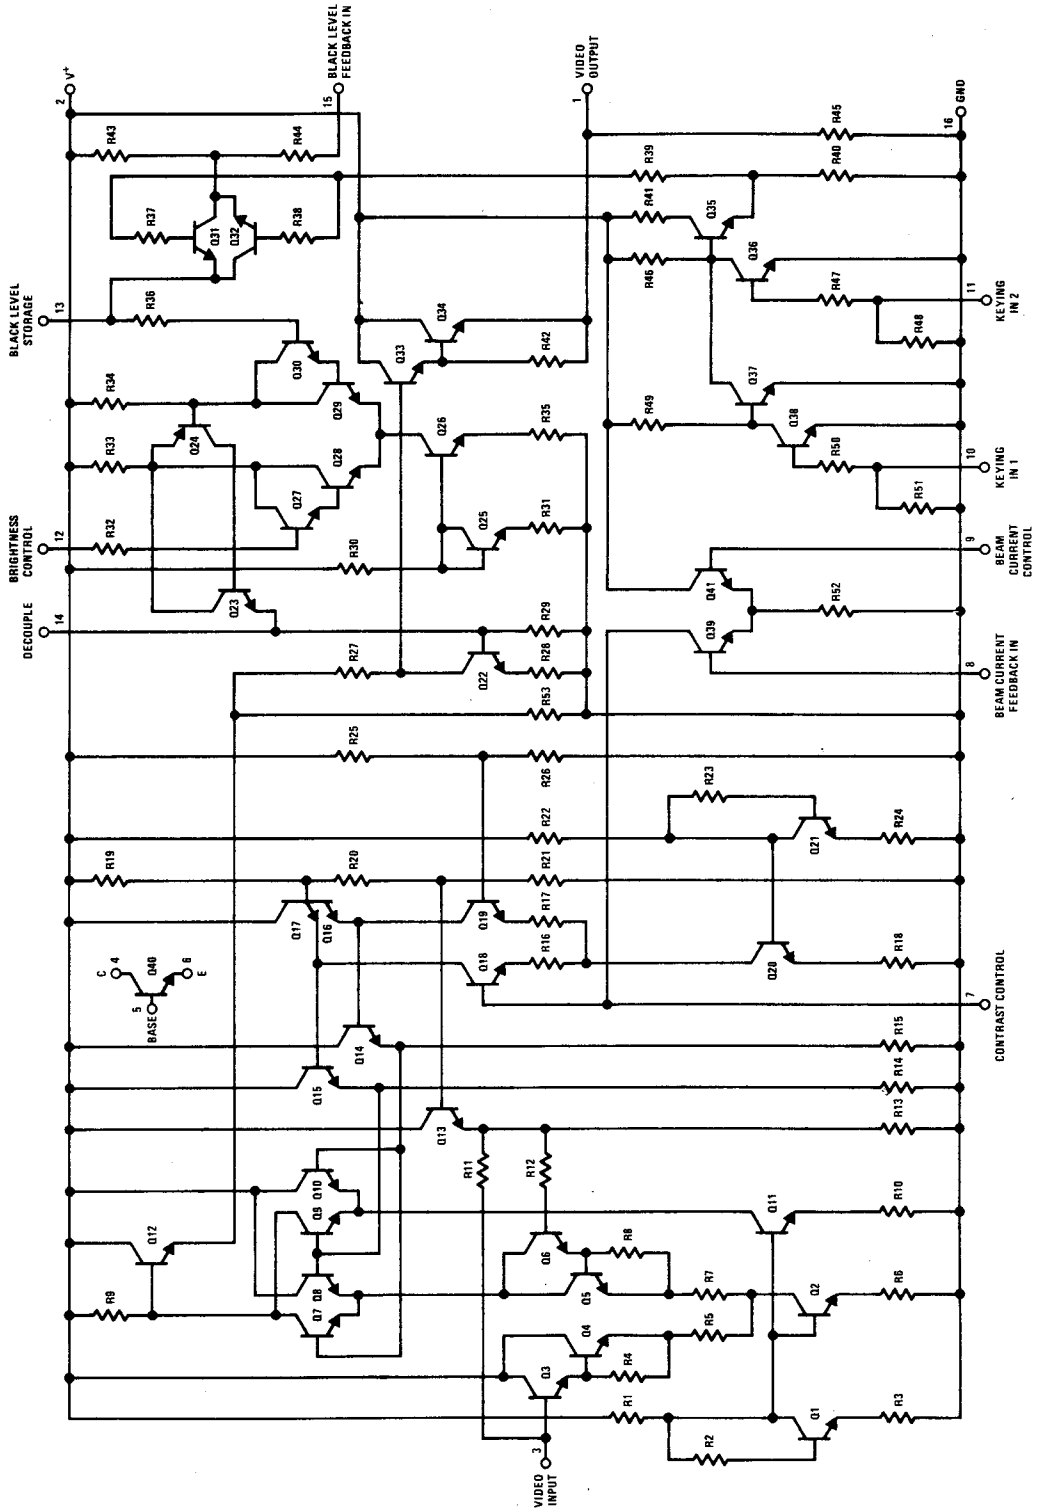 DECOUPLE
BRIGHTNESS
CONTROL
BLACK LEVEL
STORAGE
14
12
13
2
V+
R9
C
4
R19
R33
R34
R43
Q12
5
BASE
Q40
6
E
R32
R36
R37
Q31
Q32
Q24
Q23
Q27
Q30
R38
R44
Q7
Q8
Q9
Q10
Q15
Q17
Q16
Q28
Q29
15
BLACK LEVEL
FEEDBACK IN
Q14
R20
R25
R27
R30
Q33
Q34
Q13
Q22
Q25
Q26
R11
Q18
Q19
3
VIDEO
INPUT
Q3
Q4
Q5
Q6
R12
R16
R17
R21
R22
R26
R53
R28
R29
R31
R35
R42
1
VIDEO
OUTPUT
R1
R4
R8
R49
R46
R41
R39
R2
R5
R7
R23
Q39
Q41
Q37
Q35
Q38
Q36
Q1
Q2
Q11
Q20
Q21
R52
R50
R47
R40
R45
R3
R6
R10
R13
R14
R15
R18
R24
R51
R48
16
GND
7
CONTRAST CONTROL
8
BEAM CURRENT
FEEDBACK IN
9
BEAM
CURRENT
CONTROL
10
KEYING
IN 1
11
KEYING
IN 2